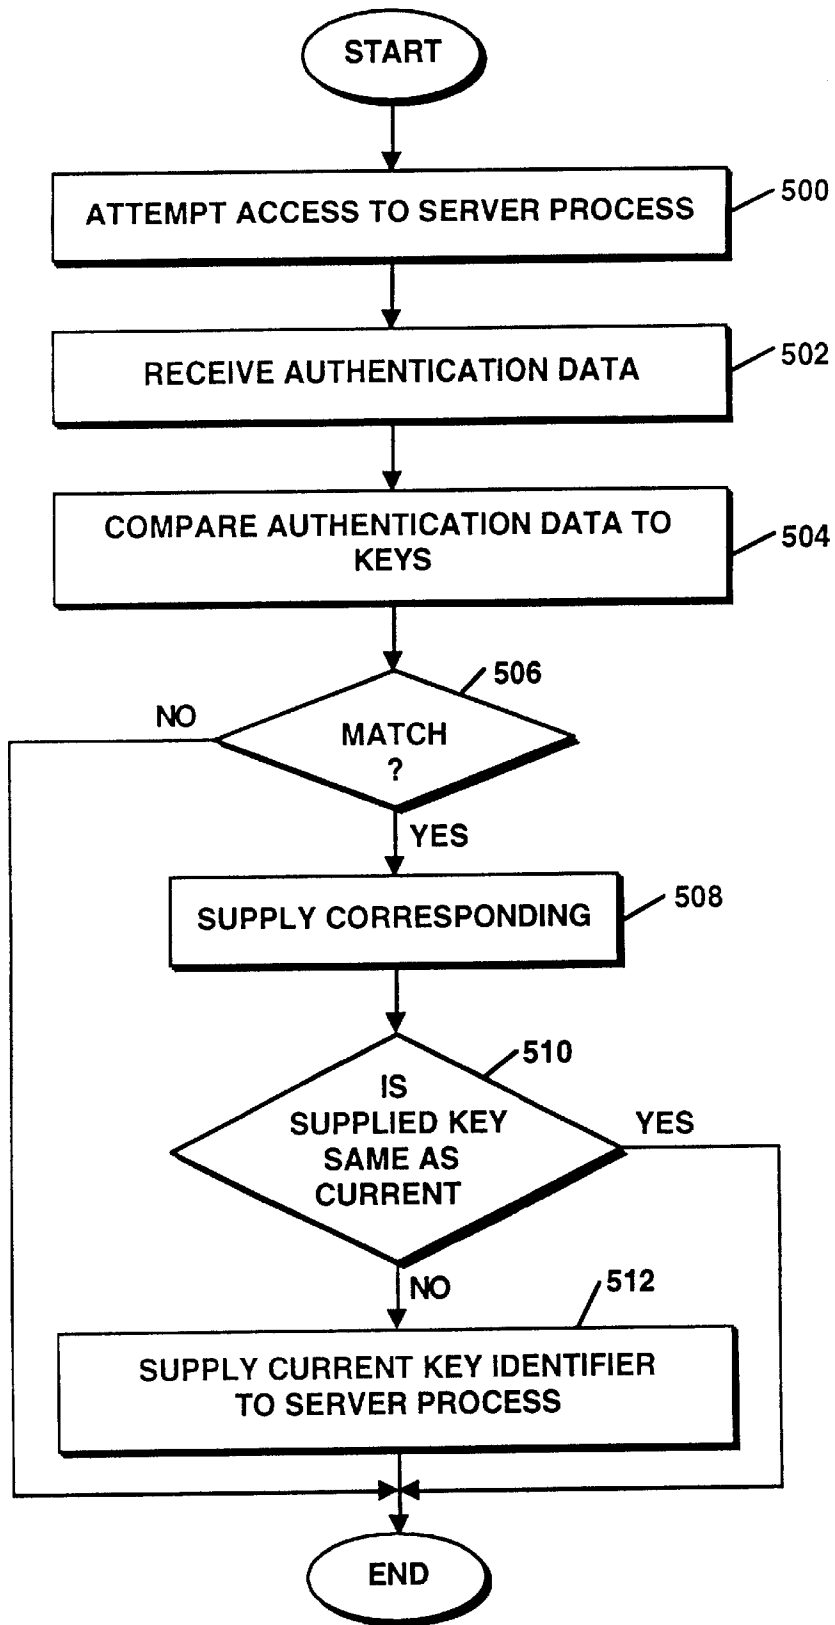 START
ATTEMPT ACCESS TO SERVER PROCESS
500
RECEIVE AUTHENTICATION DATA
502
COMPARE AUTHENTICATION DATA TO
KEYS
504
506
NO
MATCH
?
YES
SUPPLY CORRESPONDING
508
510
IS
SUPPLIED KEY
SAME AS
CURRENT
YES
NO
512
SUPPLY CURRENT KEY IDENTIFIER
TO SERVER PROCESS
END